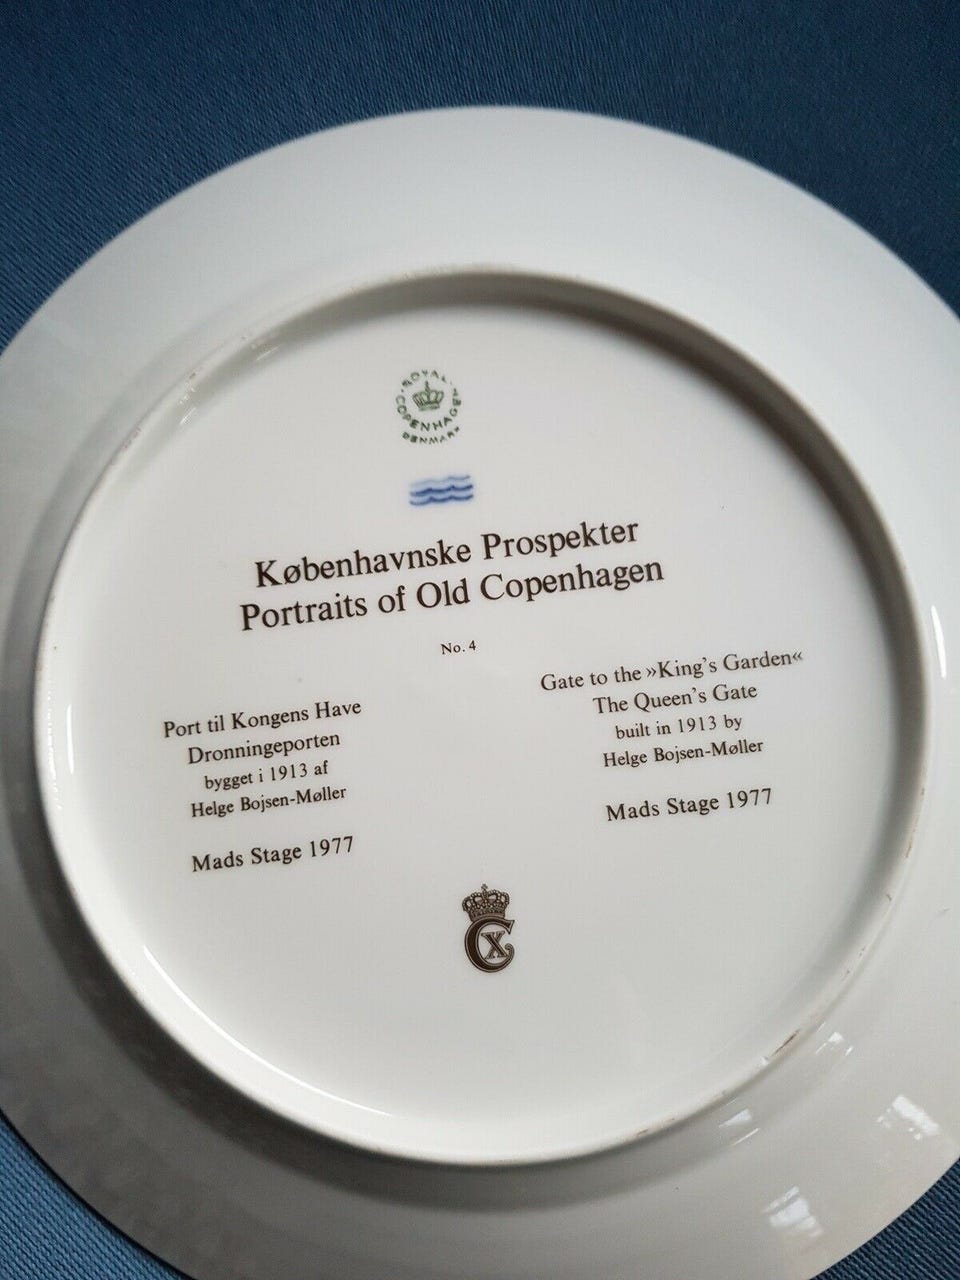 ROYAL
COPENHAGEN
DENMARK
Københavnske Prospekter
Portraits of Old Copenhagen
No. 4
Port til Kongens Have
Dronningeporten
bygget i 1913 af
Helge Bojsen-Møller
Mads Stage 1977
Gate to the »King's Garden«
The Queen's Gate
built in 1913 by
Helge Bojsen-Møller
Mads Stage 1977
CX